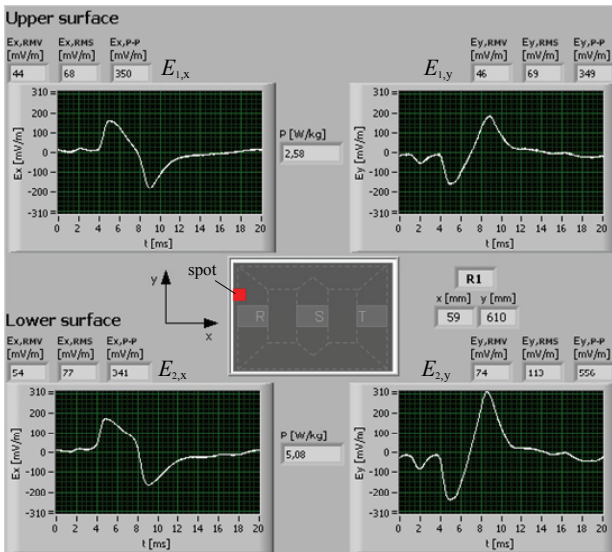 Upper surface
Ex,RMV Ex,RMS Ex,P-P Ey,RMV Ey,RMS Ey,P-P
[mV/m] [mV/m] [mV/m] [mV/m] [mV/m] [mV/m]
44 68 350 E1,x E1,y 46 69 349
310
200
100
0
-100
-200
-310
Ex [mV/m]
0 2 4 6 8 10 12 14 16 18 20
t [ms]
P [W/kg]
2,58
310
200
100
0
-100
-200
-310
Ey [mV/m]
0 2 4 6 8 10 12 14 16 18 20
t [ms]
y
x
spot
R S T
R1
x [mm] y [mm]
59 610
Lower surface
Ex,RMV Ex,RMS Ex,P-P Ey,RMV Ey,RMS Ey,P-P
[mV/m] [mV/m] [mV/m] [mV/m] [mV/m] [mV/m]
54 77 341 E2,x E2,y 74 113 556
310
200
100
0
-100
-200
-310
Ex [mV/m]
0 2 4 6 8 10 12 14 16 18 20
t [ms]
P [W/kg]
5,08
310
200
100
0
-100
-200
-310
Ey [mV/m]
0 2 4 6 8 10 12 14 16 18 20
t [ms]